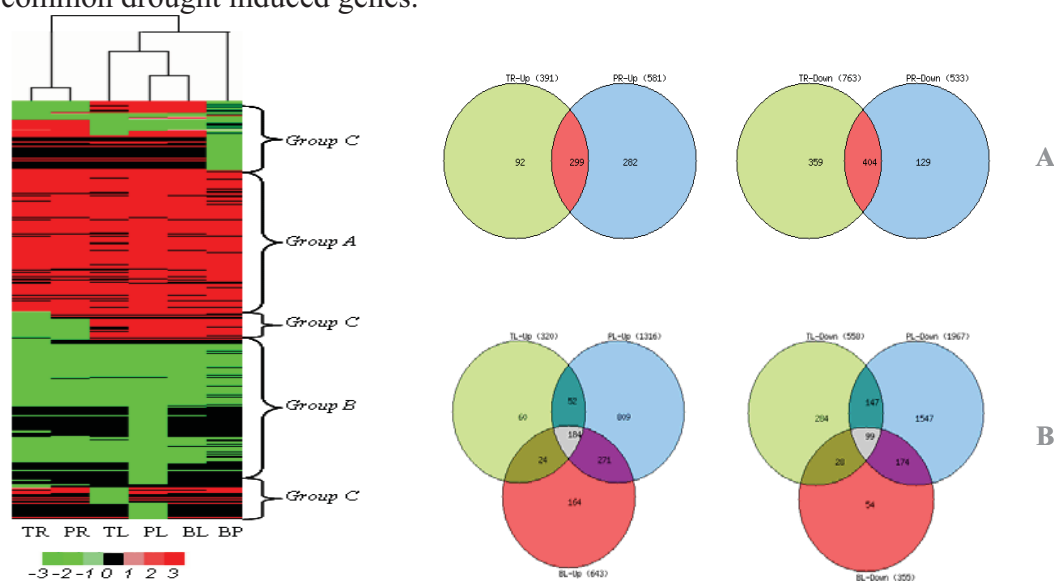 common drought induced genes.
Group C
Group A
Group C
Group B
Group C
TR PR TL PL BL BP
-3 -2 -1 0 1 2 3
TR-Up (391) PR-Up (581)
92 299 282
TR-Down (763) PR-Down (533)
359 404 129
A
TL-Up (320) PL-Up (1316)
60 52 809
184
24 271
164
BL-Up (643)
TL-Down (558) PL-Down (1967)
284 147 1547
99
28 174
54
BL-Down (355)
B